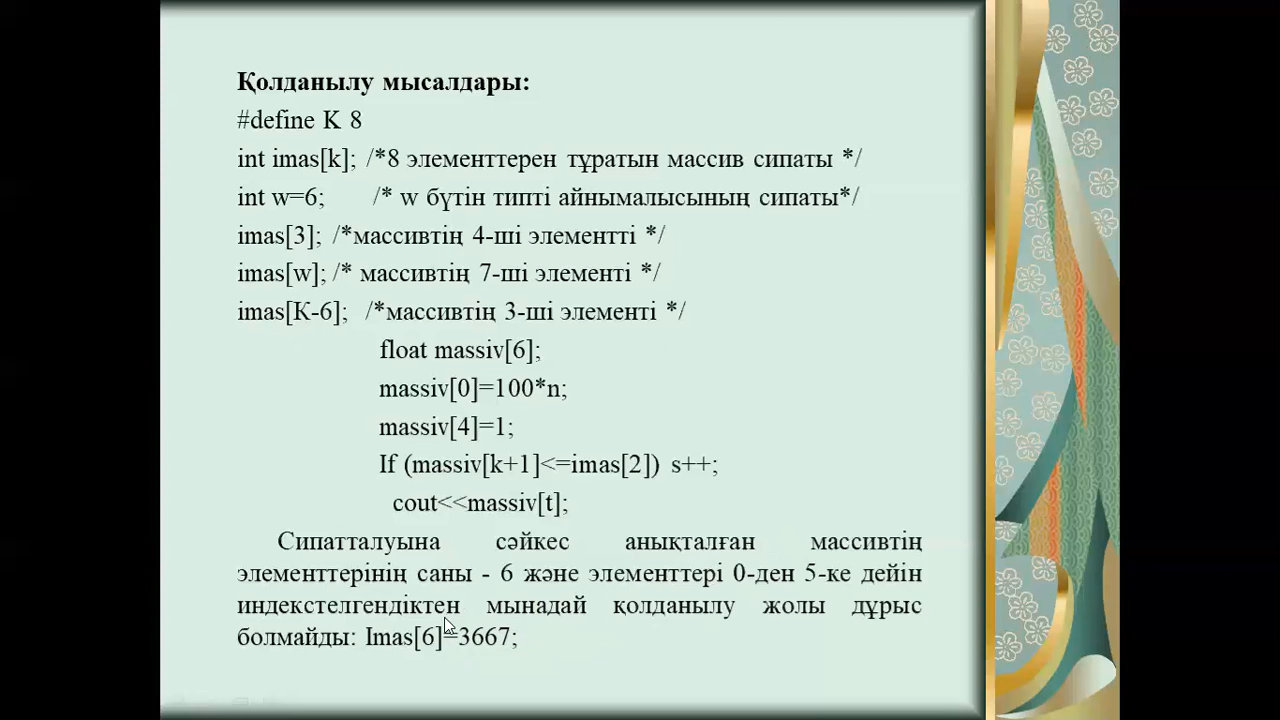 Қолданылу мысалдары:
#define K 8
int imas[k]; /*8 элементтерен тұратын массив сипаты */
int w=6; /* w бүтін типті айнымалысының сипаты*/
imas[3]; /*массивтің 4-ші элементті */
imas[w]; /* массивтің 7-ші элементі */
imas[К-6]; /*массивтің 3-ші элементі */
float massiv[6];
massiv[0]=100*n;
massiv[4]=1;
If (massiv[k+1]<=imas[2]) s++;
cout<<massiv[t];
Сипатталуына сәйкес анықталған массивтің
элементтерінің саны - 6 және элементтері 0-ден 5-ке дейін
индекстелгендіктен мынадай қолданылу жолы дұрыс
болмайды: Imas[6]=3667;